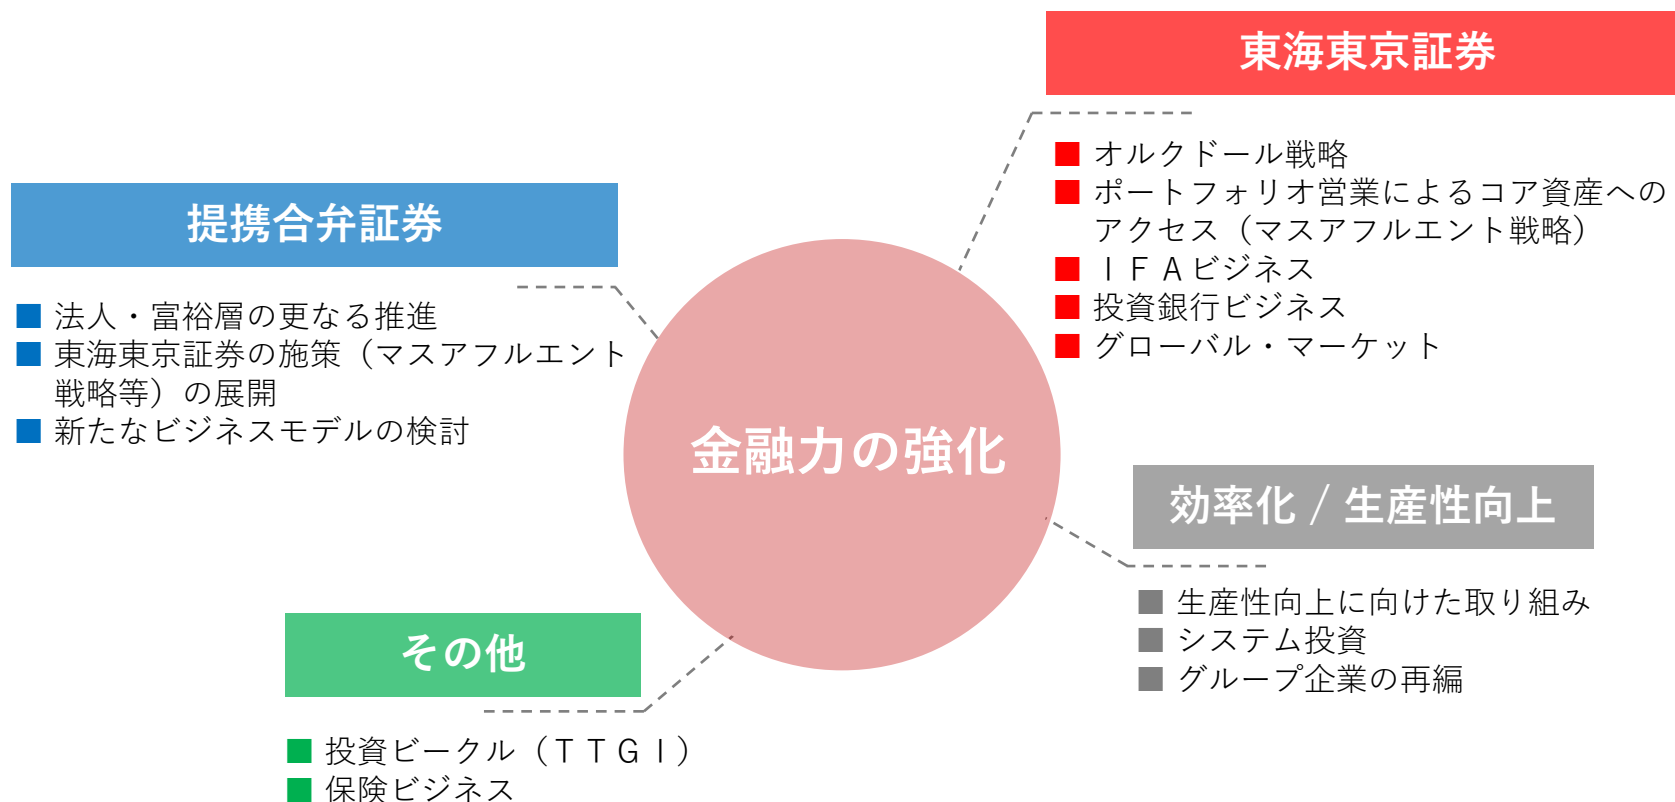 東海東京証券
■ オルクドール戦略
■ ポートフォリオ営業によるコア資産への
アクセス（マスアフルエント戦略）
■ ＩＦＡビジネス
■ 投資銀行ビジネス
■ グローバル・マーケット
提携合弁証券
■ 法人・富裕層の更なる推進
■ 東海東京証券の施策（マスアフルエント
戦略等）の展開
■ 新たなビジネスモデルの検討
金融力の強化
効率化 / 生産性向上
■ 生産性向上に向けた取り組み
■ システム投資
■ グループ企業の再編
その他
■ 投資ビークル（ＴＴＧＩ）
■ 保険ビジネス